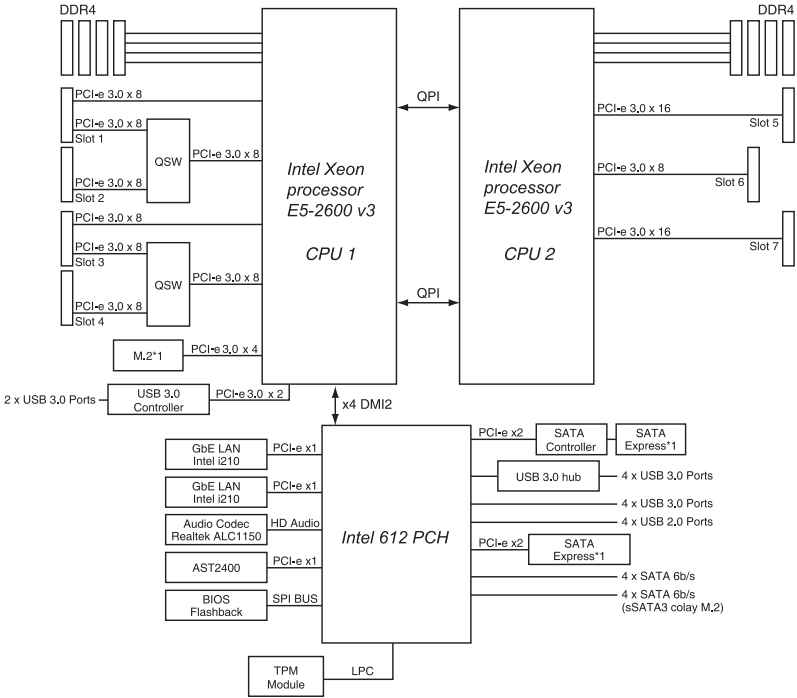 DDR4
DDR4
PCI-e 3.0 x 8
PCI-e 3.0 x 8
Slot 1
QSW
PCI-e 3.0 x 8
PCI-e 3.0 x 8
Slot 2
PCI-e 3.0 x 8
PCI-e 3.0 x 8
Slot 3
QSW
PCI-e 3.0 x 8
PCI-e 3.0 x 8
Slot 4
M.2*1
PCI-e 3.0 x 4
2 x USB 3.0 Ports
USB 3.0
Controller
PCI-e 3.0 x 2
Intel Xeon
processor
E5-2600 v3
CPU 1
QPI
QPI
Intel Xeon
processor
E5-2600 v3
CPU 2
PCI-e 3.0 x 16
Slot 5
PCI-e 3.0 x 8
Slot 6
PCI-e 3.0 x 16
Slot 7
x4 DMI2
GbE LAN
Intel i210
PCI-e x1
GbE LAN
Intel i210
PCI-e x1
Audio Codec
Realtek ALC1150
HD Audio
AST2400
PCI-e x1
BIOS
Flashback
SPI BUS
TPM
Module
LPC
Intel 612 PCH
PCI-e x2
SATA
Controller
SATA
Express*1
USB 3.0 hub
4 x USB 3.0 Ports
4 x USB 3.0 Ports
4 x USB 2.0 Ports
PCI-e x2
SATA
Express*1
4 x SATA 6b/s
4 x SATA 6b/s
(sSATA3 colay M.2)